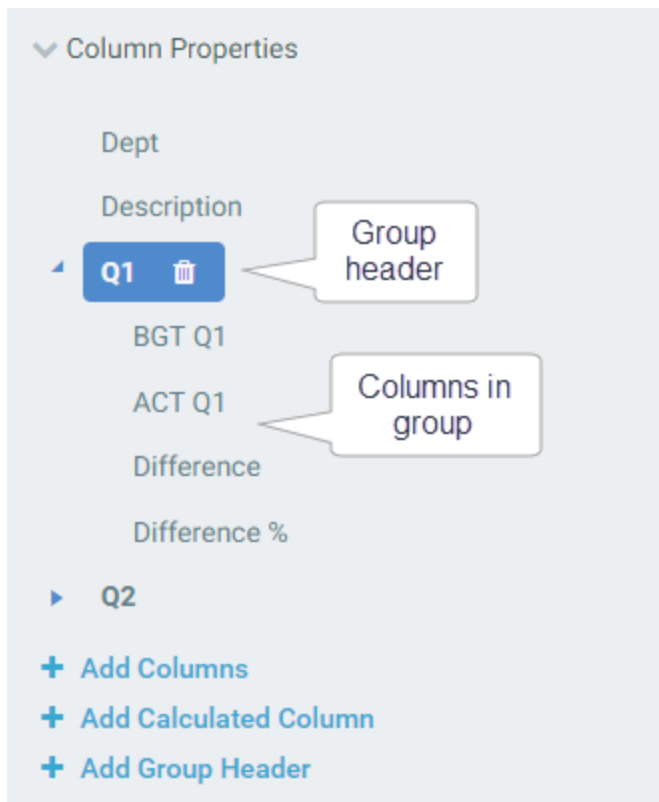 Column Properties
Dept
Description
Group
header
Q1
BGT Q1
Columns in
group
ACT Q1
Difference
Difference %
Q2
+ Add Columns
+ Add Calculated Column
+ Add Group Header